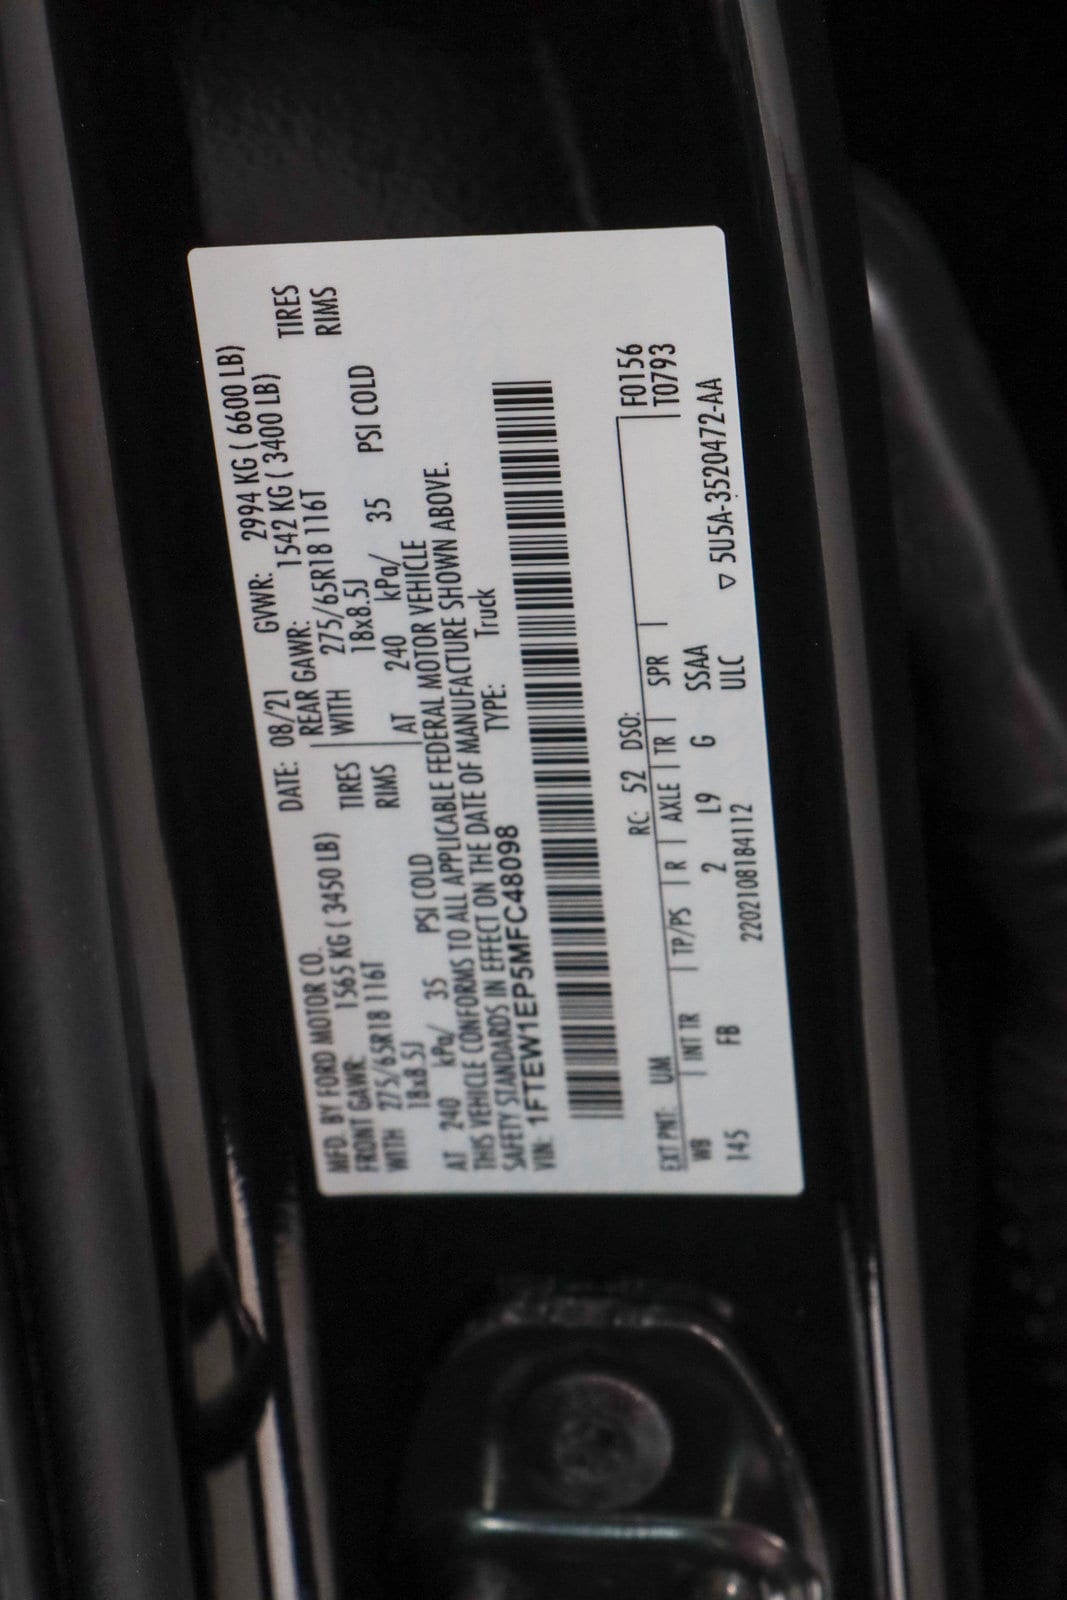 MFD. BY FORD MOTOR CO.
DATE: 08/21 GVWR: 2994 KG ( 6600 LB)
FRONT GAWR: 1565 KG ( 3450 LB) REAR GAWR: 1542 KG ( 3400 LB)
WITH 275/65R18 116T TIRES WITH 275/65R18 116T TIRES
18x8.5J RIMS 18x8.5J RIMS
AT 240 kPa/ 35 PSI COLD AT 240 kPa/ 35 PSI COLD
THIS VEHICLE CONFORMS TO ALL APPLICABLE FEDERAL MOTOR VEHICLE
SAFETY STANDARDS IN EFFECT ON THE DATE OF MANUFACTURE SHOWN ABOVE.
VIN: 1FTEW1EP5MFC48098 TYPE: Truck
EXT PNT: UM RC: 52 DSO: F0156
WB INT TR TP/PS R AXLE TR SPR T0793
145 FB 2 L9 G SSAA
220210818411​2 ULC ▽ 5U5A-3520472-AA